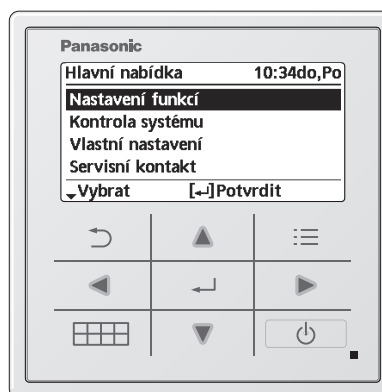 Panasonic
Hlavní nabídka 10:34do,Po
Nastavení funkcí
Kontrola systému
Vlastní nastavení
Servisní kontakt
Vybrat [↵]Potvrdit